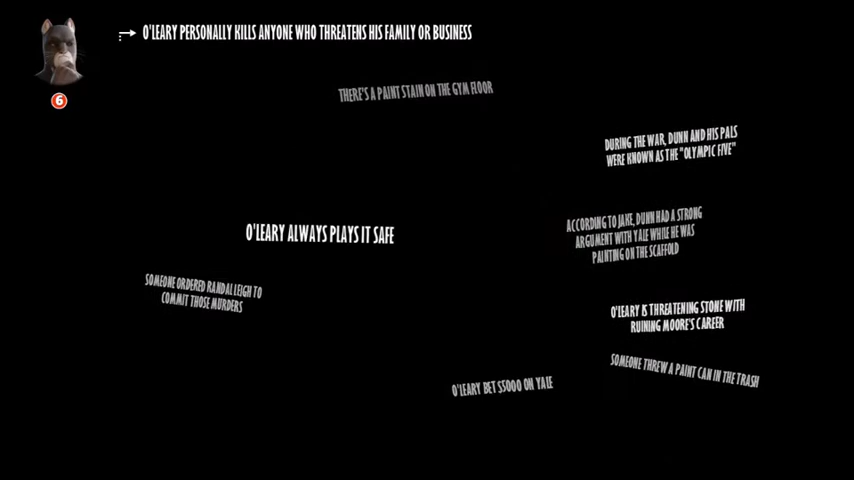 O'LEARY PERSONALLY KILLS ANYONE WHO THREATENS HIS FAMILY OR BUSINESS
6
THERE'S A PAINT STAIN ON THE GYM FLOOR
DURING THE WAR, DUNN AND HIS PALS
WERE KNOWN AS THE "OLYMPIC FIVE"
ACCORDING TO JAKE, DUNN HAD A STRONG
ARGUMENT WITH YALE WHILE HE WAS
PAINTING ON THE SCAFFOLD
O'LEARY ALWAYS PLAYS IT SAFE
SOMEONE ORDERED RANDAL LEIGH TO
COMMIT THOSE MURDERS
O'LEARY IS THREATENING STONE WITH
RUINING MOORE'S CAREER
SOMEONE THREW A PAINT CAN IN THE TRASH
O'LEARY BET $5000 ON YALE